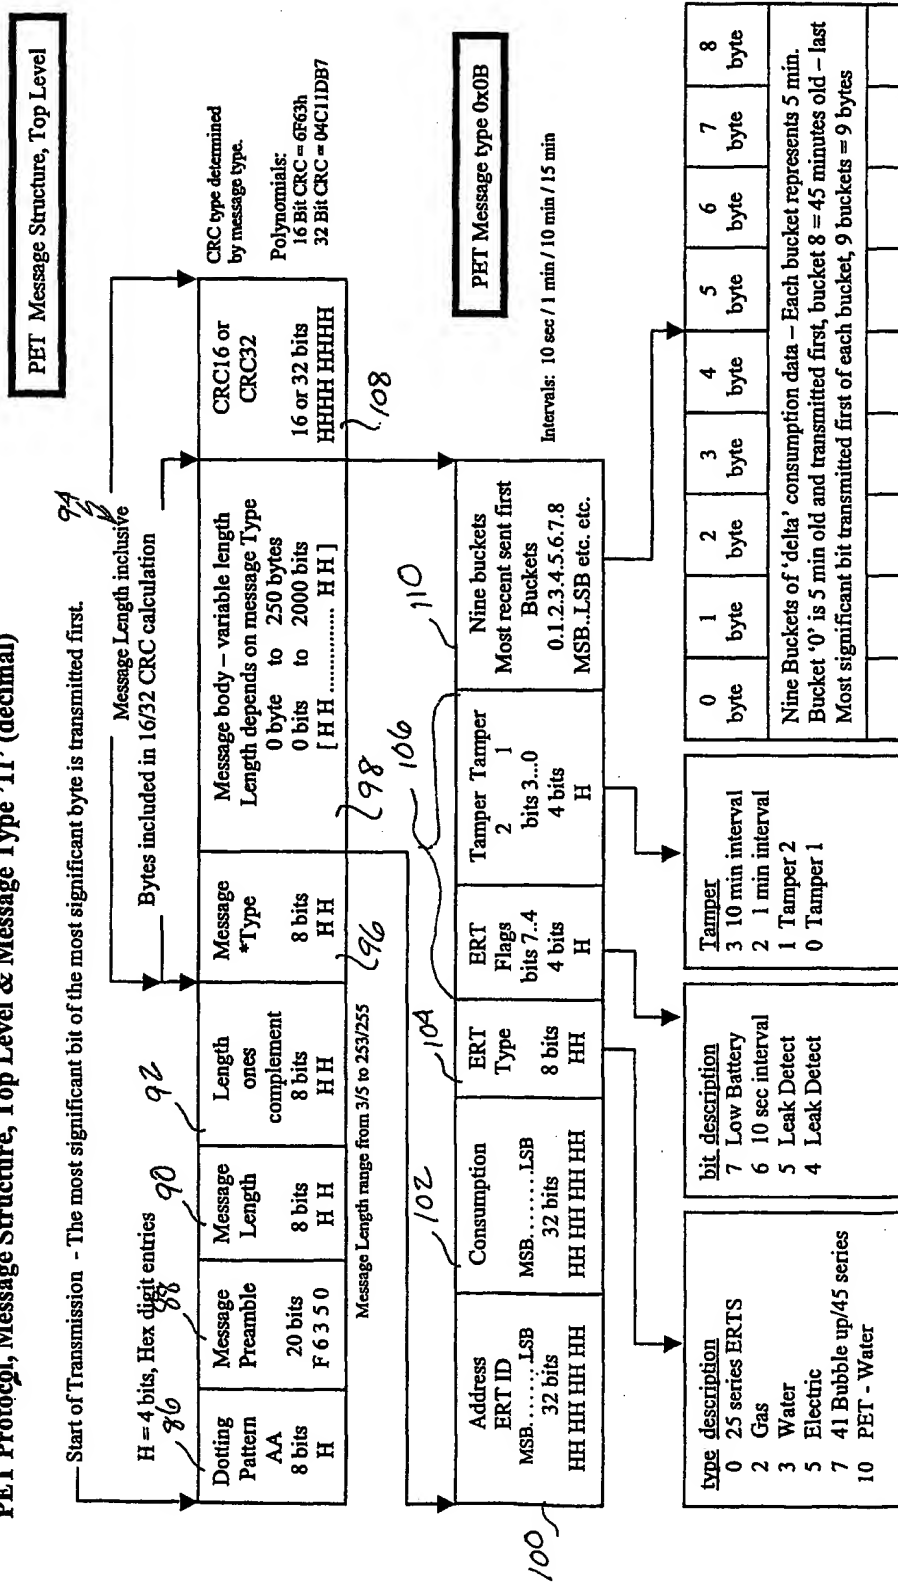 PET Protocol, Message Structure, Top Level & Message Type '11' (decimal)
PET Message Structure, Top Level
Start of Transmission - The most significant bit of the most significant byte is transmitted first.
94
Message Length inclusive
H = 4 bits, Hex digit entries
Bytes included in 16/32 CRC calculation
86
88
90
92
Dotting
Pattern
AA
8 bits
H
Message
Preamble
20 bits
F 6 3 5 0
Message
Length
8 bits
H H
Length
ones
complement
8 bits
H H
Message
*Type
8 bits
H H
Message body – variable length
Length depends on message Type
0 byte to 250 bytes
0 bits to 2000 bits
[ H H .............. H H ]
CRC16 or
CRC32
16 or 32 bits
HHHH HHHH
CRC type determined
by message type.
Polynomials:
16 Bit CRC = 6F63h
32 Bit CRC = 04C11DB7
Message Length range from 3/5 to 253/255
96
98
108
PET Message type 0x0B
100
102
104
106
110
Address
ERT ID
MSB.........LSB
32 bits
HH HH HH HH
Consumption
MSB.........LSB
32 bits
HH HH HH HH
ERT
Type
8 bits
HH
ERT
Flags
bits 7..4
4 bits
H
Tamper Tamper
2 1
bits 3...0
4 bits
H
Nine buckets
Most recent sent first
Buckets
0.1.2.3.4.5.6.7.8
MSB..LSB etc. etc.
Intervals: 10 sec / 1 min / 10 min / 15 min
type description
0 25 series ERTS
2 Gas
3 Water
5 Electric
7 41 Bubble up/45 series
10 PET - Water
bit description
7 Low Battery
6 10 sec interval
5 Leak Detect
4 Leak Detect
Tamper
3 10 min interval
2 1 min interval
1 Tamper 2
0 Tamper 1
0 1 2 3 4 5 6 7 8
byte byte byte byte byte byte byte byte byte
Nine Buckets of 'delta' consumption data – Each bucket represents 5 min.
Bucket '0' is 5 min old and transmitted first, bucket 8 = 45 minutes old – last
Most significant bit transmitted first of each bucket, 9 buckets = 9 bytes